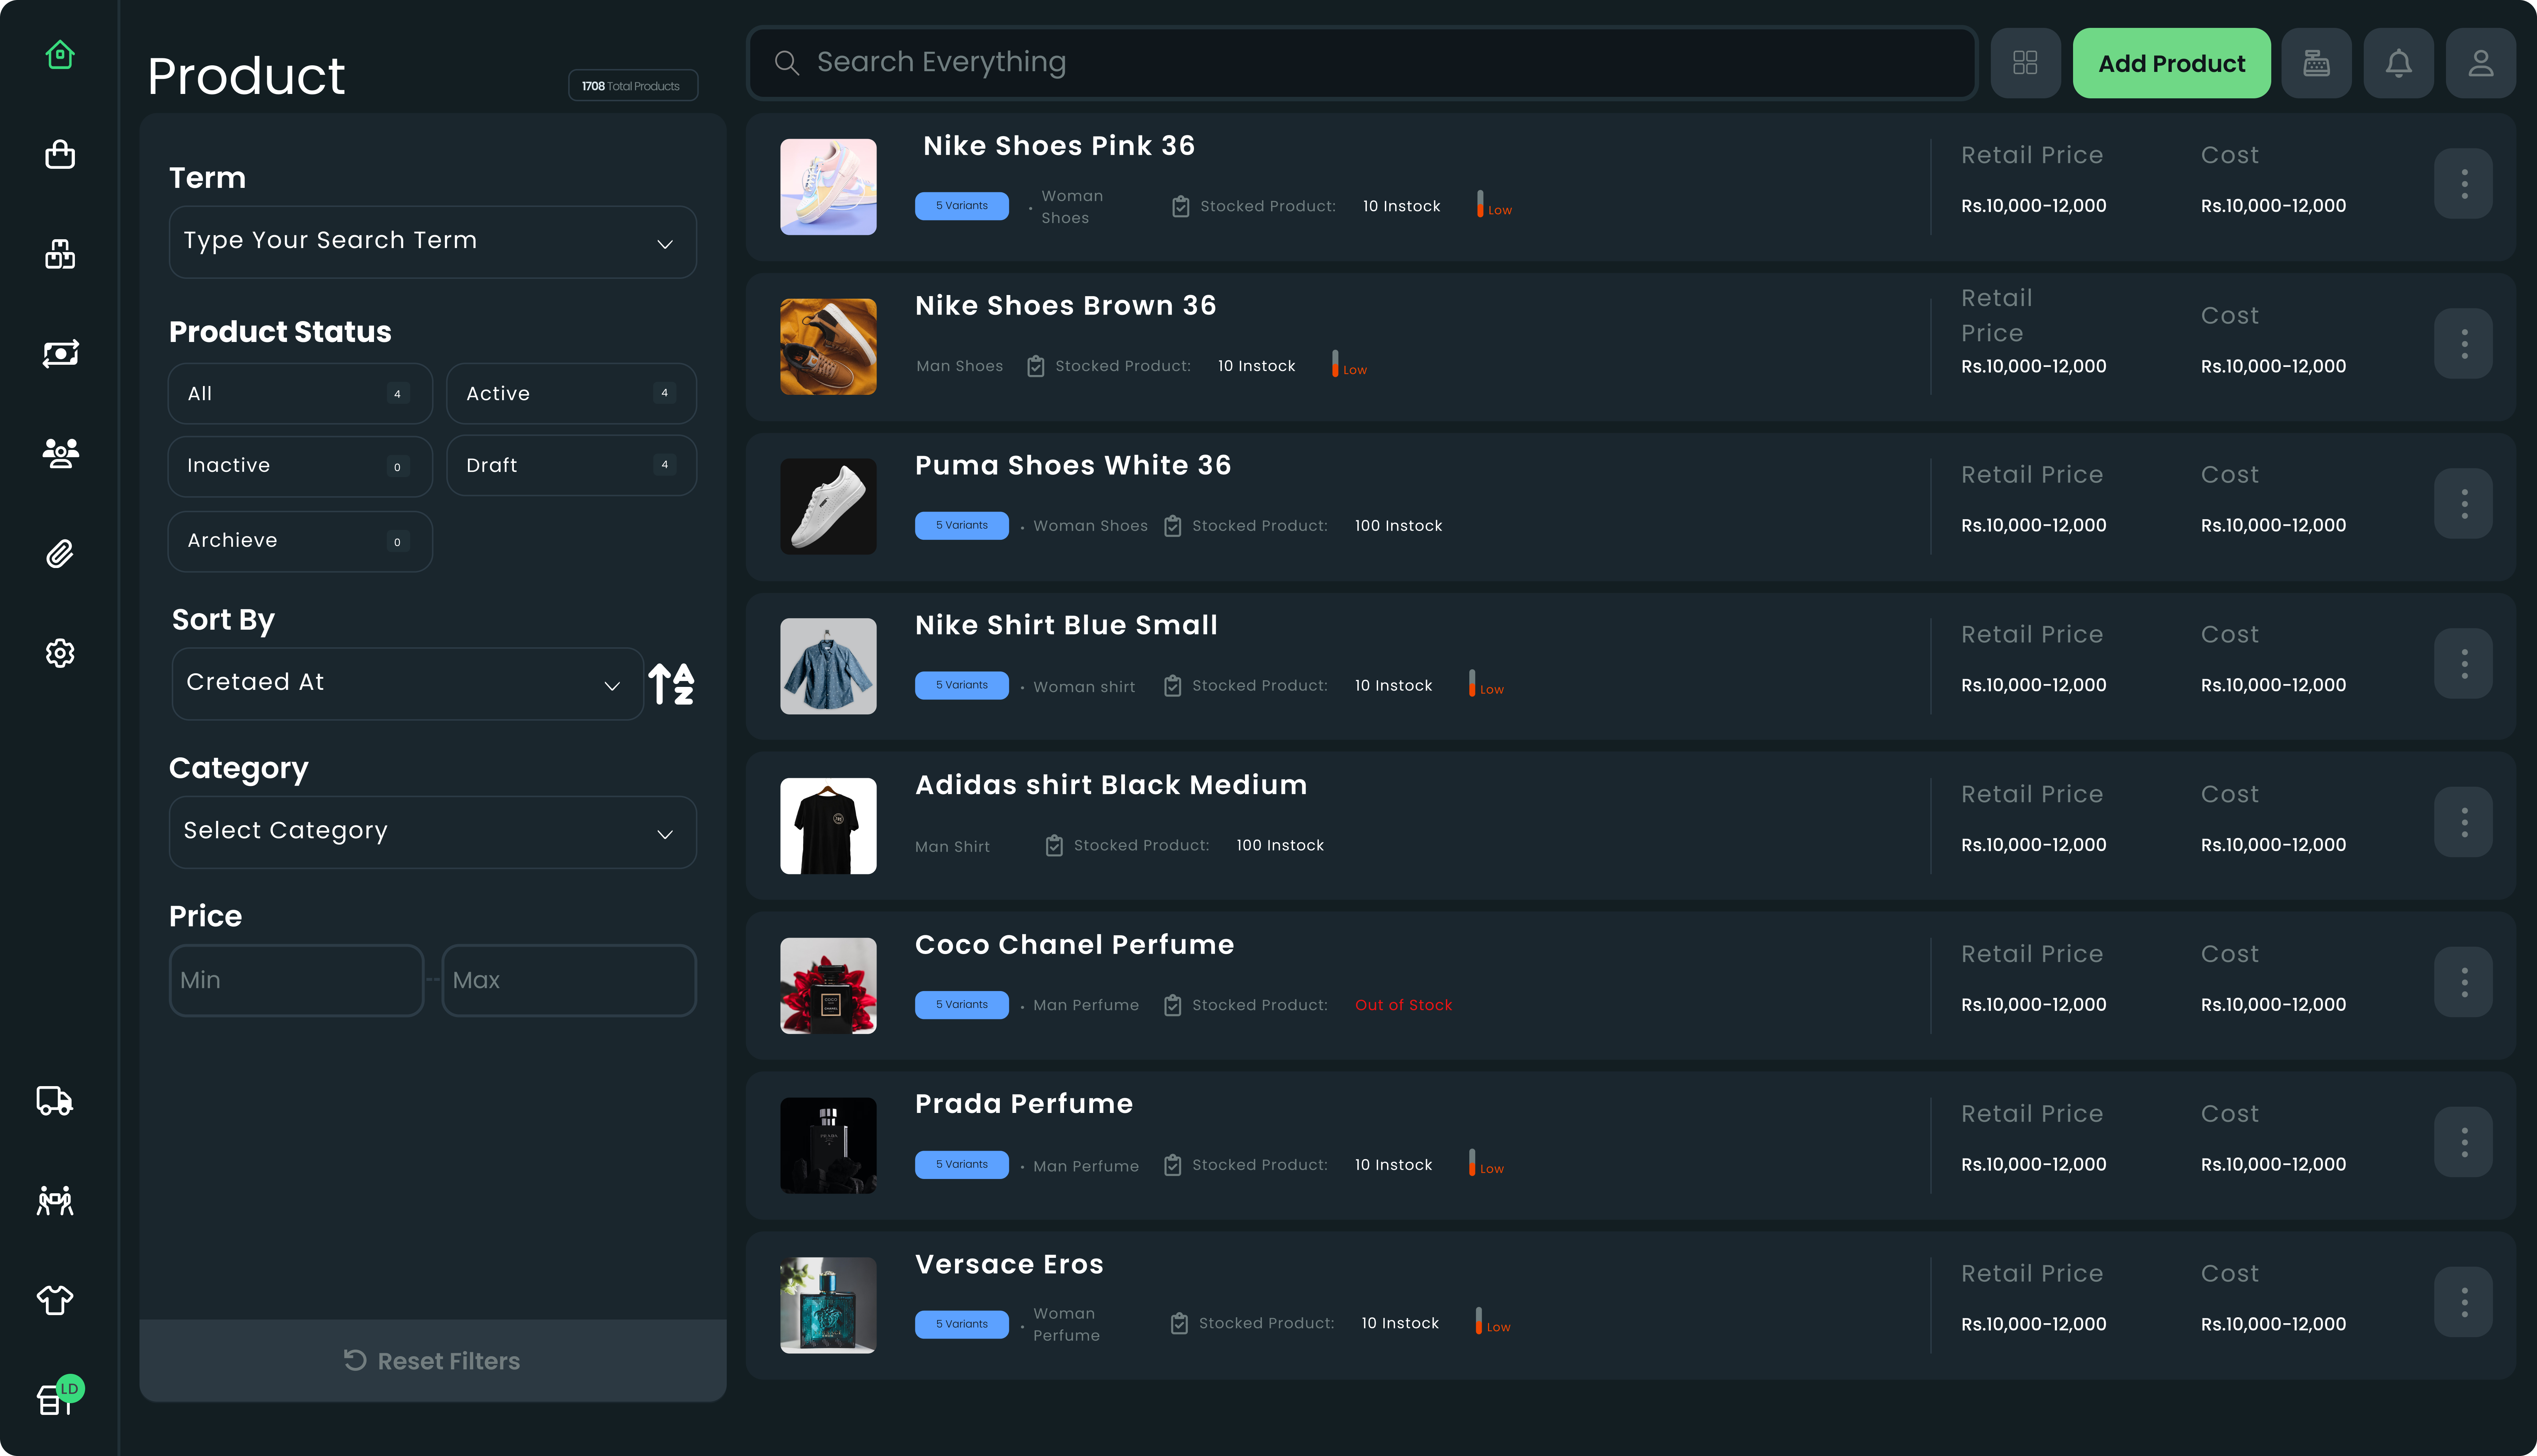 Product
1708 Total Products
Search Everything
Add Product
Term
Type Your Search Term
Product Status
All 4
Active 4
Inactive 0
Draft 4
Archieve 0
Sort By
Cretaed At
A
Z
Category
Select Category
Price
Min -- Max
Reset Filters
LD
Nike Shoes Pink 36
5 Variants
Woman
Shoes
Stocked Product: 10 Instock Low
Retail Price Cost
Rs.10,000-12,000 Rs.10,000-12,000
Nike Shoes Brown 36
Man Shoes Stocked Product: 10 Instock Low
Retail
Price
Cost
Rs.10,000-12,000 Rs.10,000-12,000
Puma Shoes White 36
5 Variants • Woman Shoes Stocked Product: 100 Instock
Retail Price Cost
Rs.10,000-12,000 Rs.10,000-12,000
Nike Shirt Blue Small
5 Variants • Woman shirt Stocked Product: 10 Instock Low
Retail Price Cost
Rs.10,000-12,000 Rs.10,000-12,000
Adidas shirt Black Medium
Man Shirt Stocked Product: 100 Instock
Retail Price Cost
Rs.10,000-12,000 Rs.10,000-12,000
Coco Chanel Perfume
5 Variants • Man Perfume Stocked Product: Out of Stock
COCO
CHANEL
Retail Price Cost
Rs.10,000-12,000 Rs.10,000-12,000
Prada Perfume
5 Variants • Man Perfume Stocked Product: 10 Instock Low
PRADA
Retail Price Cost
Rs.10,000-12,000 Rs.10,000-12,000
Versace Eros
5 Variants
Woman
Perfume
Stocked Product: 10 Instock Low
Retail Price Cost
Rs.10,000-12,000 Rs.10,000-12,000